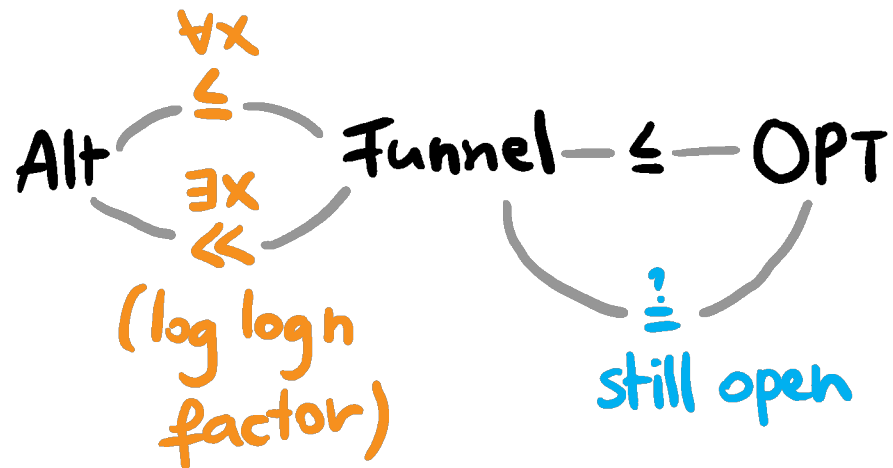 ∀X
≤
Alt Funnel ≤ OPT
∃X
≪
(log log n
factor)
?
=
still open